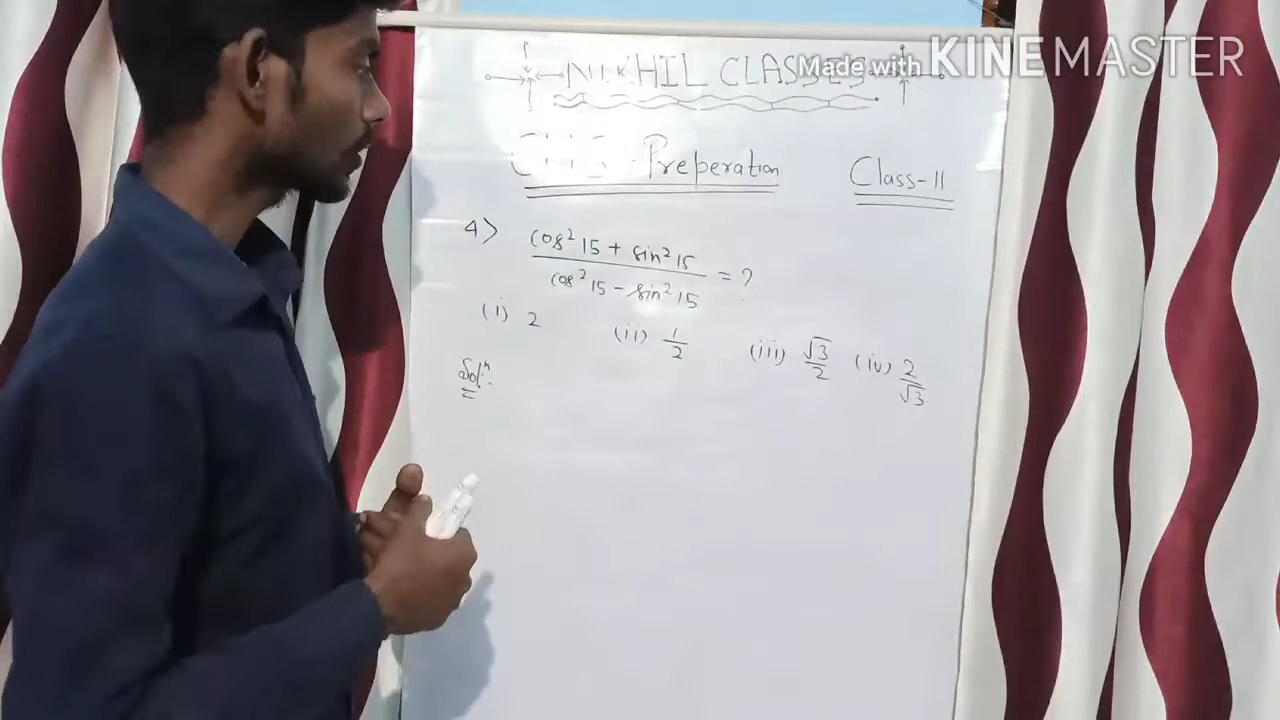 NIKHIL CLASSES
Made with KINEMASTER
Preperation Class-11
4> cos² 15 + sin² 15 / cos² 15 - sin² 15 = ?
(i) 2 (ii) 1/2 (iii) √3/2 (iv) 2/√3
Solⁿ: